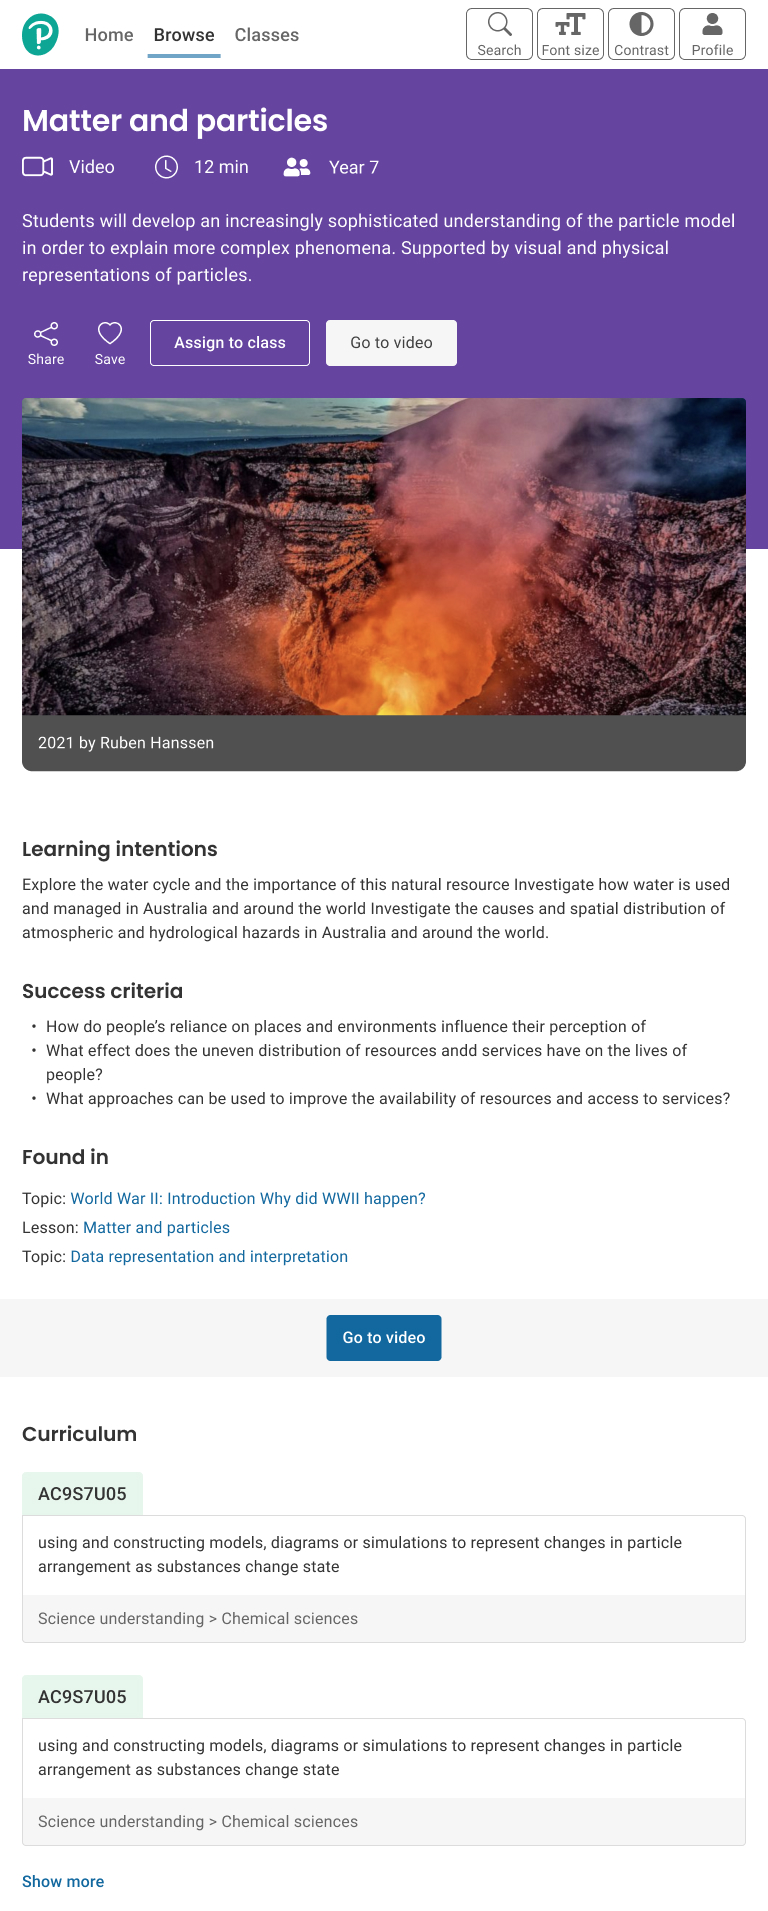 Home Browse Classes Search Font size Contrast Profile
Matter and particles
Video 12 min Year 7
Students will develop an increasingly sophisticated understanding of the particle model
in order to explain more complex phenomena. Supported by visual and physical
representations of particles.
Share Save Assign to class Go to video
2021 by Ruben Hanssen
Learning intentions
Explore the water cycle and the importance of this natural resource Investigate how water is used
and managed in Australia and around the world Investigate the causes and spatial distribution of
atmospheric and hydrological hazards in Australia and around the world.
Success criteria
• How do people’s reliance on places and environments influence their perception of
• What effect does the uneven distribution of resources andd services have on the lives of
people?
• What approaches can be used to improve the availability of resources and access to services?
Found in
Topic: World War II: Introduction Why did WWII happen?
Lesson: Matter and particles
Topic: Data representation and interpretation
Go to video
Curriculum
AC9S7U05
using and constructing models, diagrams or simulations to represent changes in particle
arrangement as substances change state
Science understanding > Chemical sciences
AC9S7U05
using and constructing models, diagrams or simulations to represent changes in particle
arrangement as substances change state
Science understanding > Chemical sciences
Show more